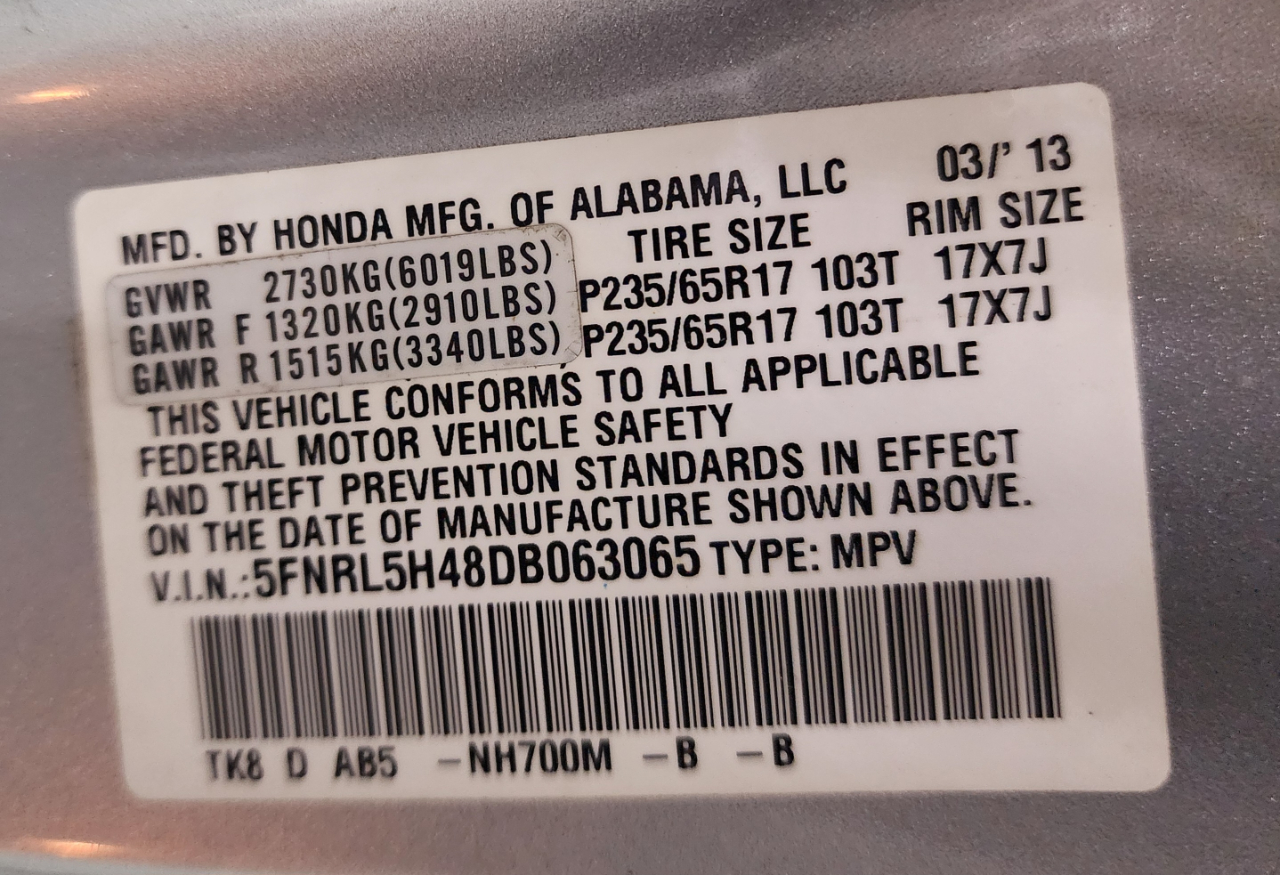 MFD. BY HONDA MFG. OF ALABAMA, LLC 03/' 13
TIRE SIZE RIM SIZE
GVWR 2730KG(6019LBS)
GAWR F 1320KG(2910LBS) P235/65R17 103T 17X7J
GAWR R 1515KG(3340LBS) P235/65R17 103T 17X7J
THIS VEHICLE CONFORMS TO ALL APPLICABLE
FEDERAL MOTOR VEHICLE SAFETY
AND THEFT PREVENTION STANDARDS IN EFFECT
ON THE DATE OF MANUFACTURE SHOWN ABOVE.
V.I.N.:5FNRL5H48DB063065 TYPE: MPV
TK8 D AB5 -NH700M -B -B